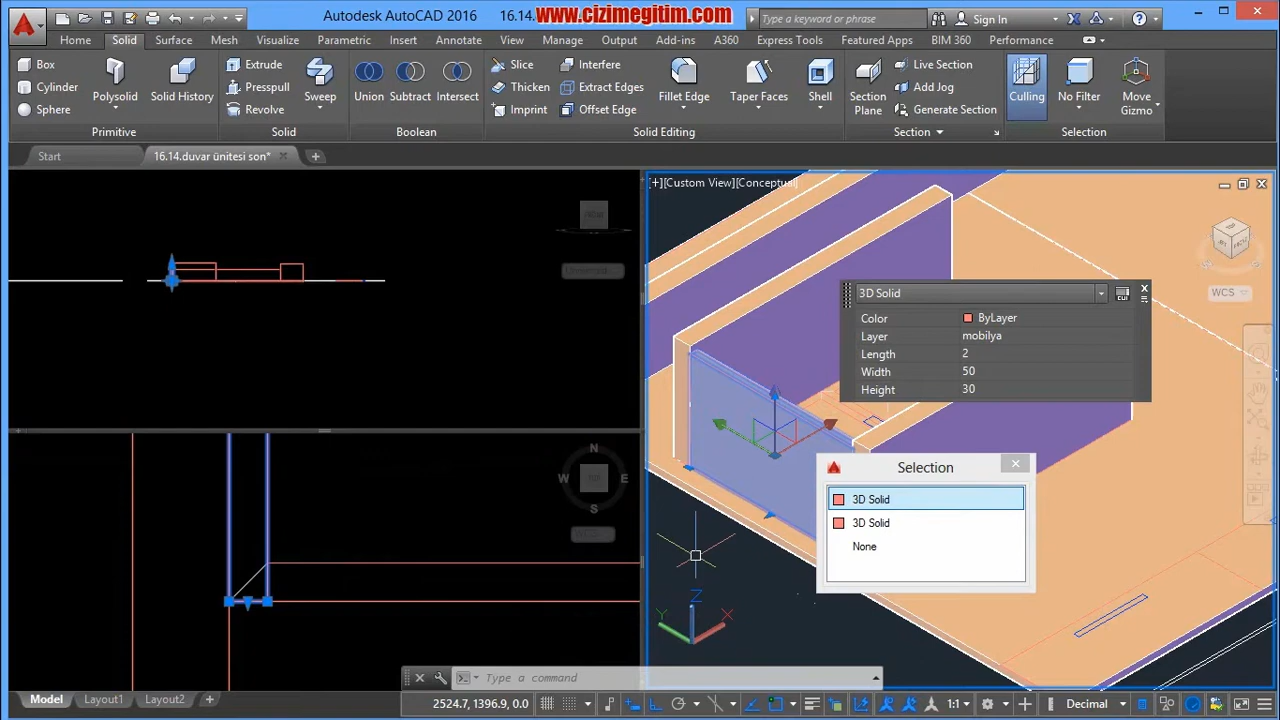 Autodesk AutoCAD 2016
16.14.
www.cizimegitim.com
Type a keyword or phrase
Sign In
Home Solid Surface Mesh Visualize Parametric Insert Annotate View Manage Output Add-ins A360 Express Tools Featured Apps BIM 360 Performance
Box
Cylinder
Sphere
Polysolid
Solid History
Primitive
Extrude
Presspull
Revolve
Sweep
Solid
Union
Subtract
Intersect
Boolean
Slice
Thicken
Imprint
Interfere
Extract Edges
Offset Edge
Fillet Edge
Taper Faces
Shell
Solid Editing
Section
Plane
Live Section
Add Jog
Generate Section
Section
Culling
No Filter
Move
Gizmo
Selection
Start
16.14.duvar ünitesi son*
[+][Custom View][Conceptual]
WCS
3D Solid
Color ByLayer
Layer mobilya
Length 2
Width 50
Height 30
Selection
3D Solid
3D Solid
None
N
W
E
S
TOP
Z
Y
X
Type a command
Model Layout1 Layout2
2524.7, 1396.9, 0.0
1:1
Decimal